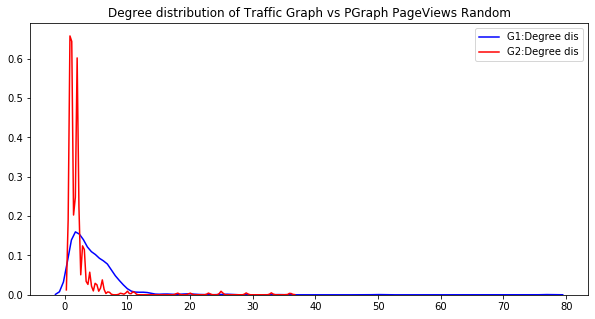 Degree distribution of Traffic Graph vs PGraph PageViews Random
G1:Degree dis
G2:Degree dis
0.6
0.5
0.4
0.3
0.2
0.1
0.0
0 10 20 30 40 50 60 70 80